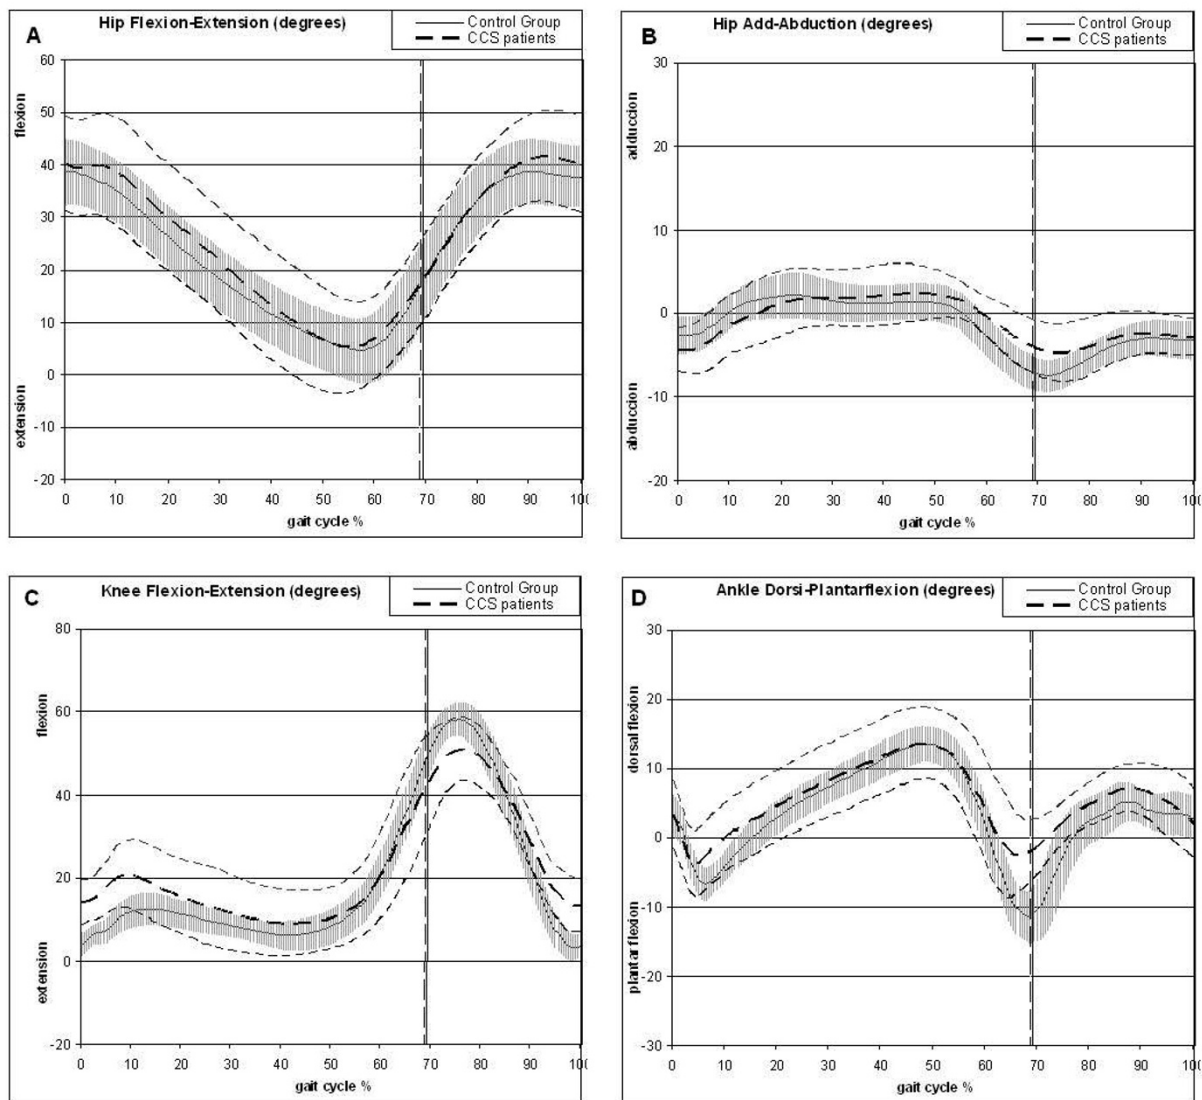 A
Hip Flexion-Extension (degrees)
Control Group
CCS patients
60
50
40
30
20
10
0
-10
-20
flexion
extension
0 10 20 30 40 50 60 70 80 90 100
gait cycle %
B
Hip Add-Abduction (degrees)
Control Group
CCS patients
30
20
10
0
-10
-20
adduccion
abduccion
0 10 20 30 40 50 60 70 80 90 100
gait cycle %
C
Knee Flexion-Extension (degrees)
Control Group
CCS patients
80
60
40
20
0
-20
flexion
extension
0 10 20 30 40 50 60 70 80 90 100
gait cycle %
D
Ankle Dorsi-Plantarflexion (degrees)
Control Group
CCS patients
30
20
10
0
-10
-20
-30
dorsal flexion
plantar flexion
0 10 20 30 40 50 60 70 80 90 100
gait cycle %